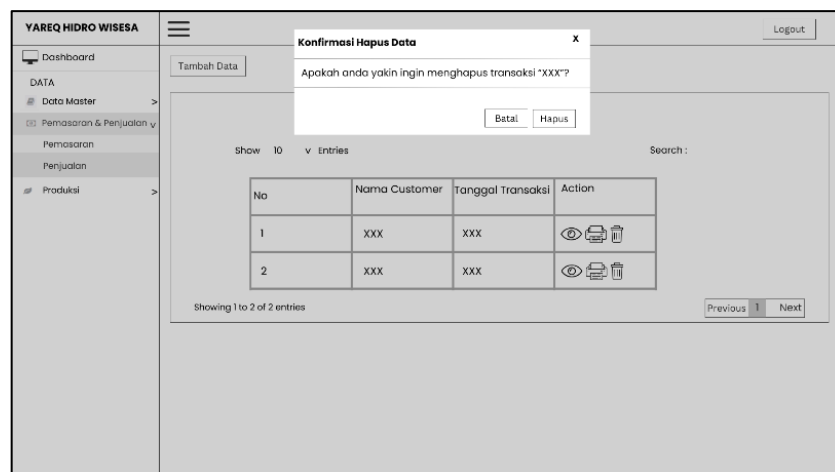 YAREQ HIDRO WISESA
Logout
Dashboard
DATA
Data Master >
Pemasaran & Penjualan v
Pemasaran
Penjualan
Produksi >
Tambah Data
Konfirmasi Hapus Data x
Apakah anda yakin ingin menghapus transaksi "XXX"?
Batal Hapus
Show 10 v Entries
Search :
No Nama Customer Tanggal Transaksi Action
1 XXX XXX
2 XXX XXX
Showing 1 to 2 of 2 entries
Previous 1 Next